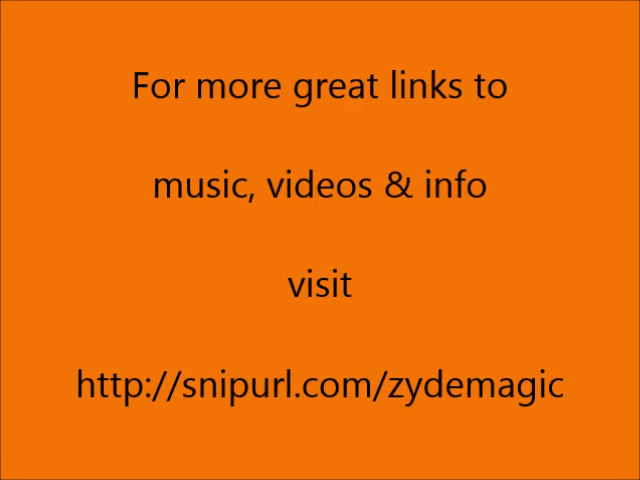 For more great links to
music, videos & info
visit
http://snipurl.com/zydemagic